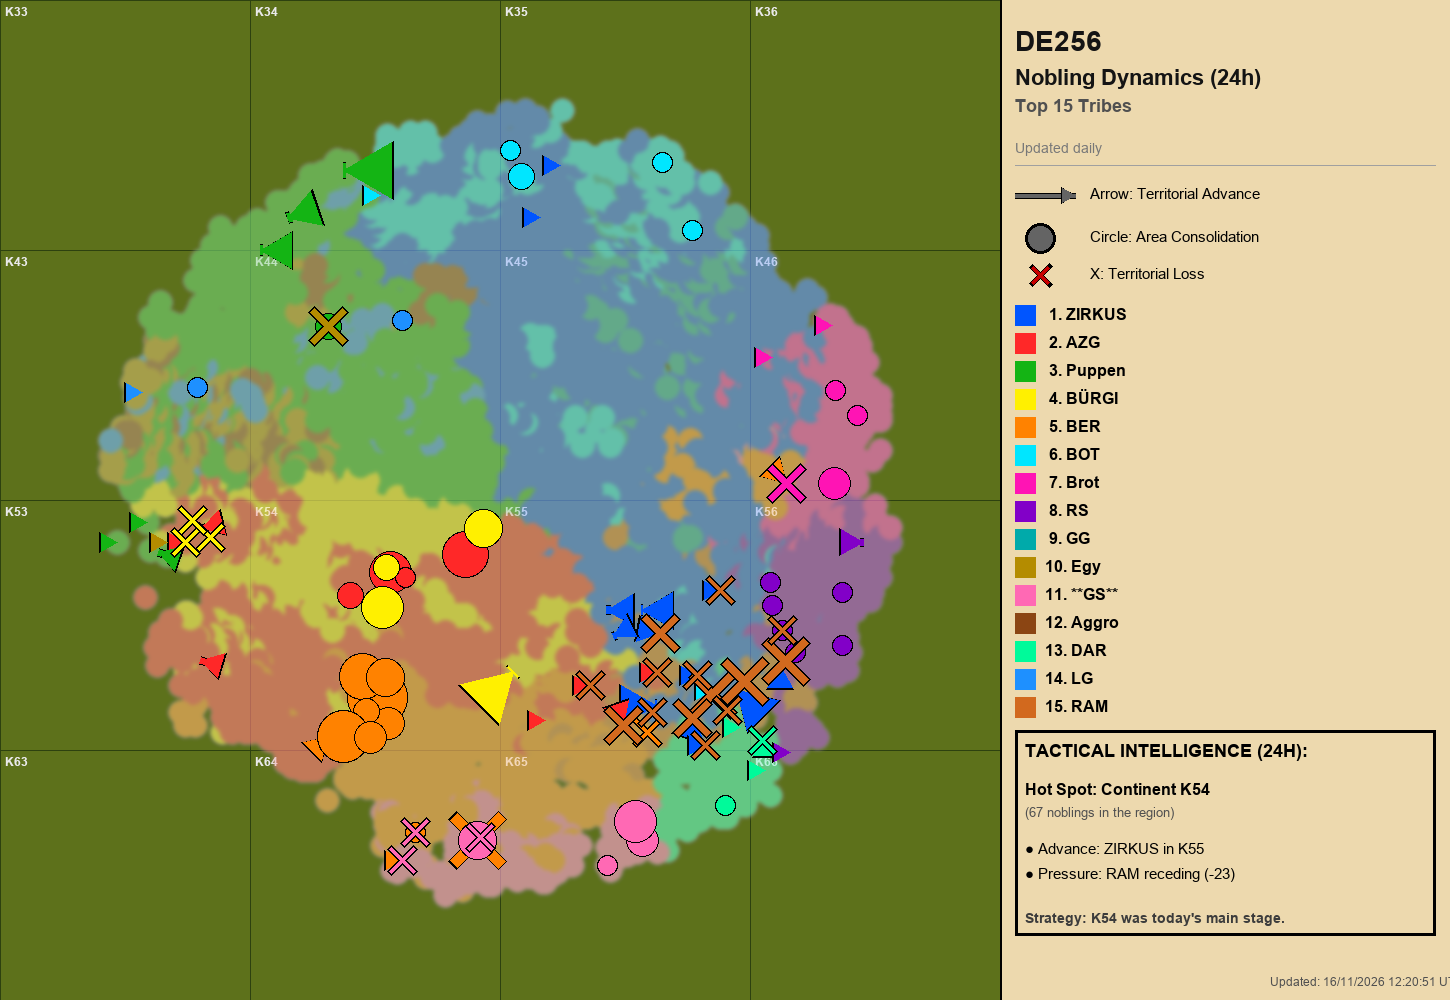 K33
K34
K35
K36
K43
K44
K45
K46
K53
K54
K55
K56
K63
K64
K65
DE256
Nobling Dynamics (24h)
Top 15 Tribes
Updated daily
Arrow: Territorial Advance
Circle: Area Consolidation
X: Territorial Loss
1. ZIRKUS
2. AZG
3. Puppen
4. BÜRGI
5. BER
6. BOT
7. Brot
8. RS
9. GG
10. Egy
11. **GS**
12. Aggro
13. DAR
14. LG
15. RAM
TACTICAL INTELLIGENCE (24H):
Hot Spot: Continent K54
(67 noblings in the region)
● Advance: ZIRKUS in K55
● Pressure: RAM receding (-23)
Strategy: K54 was today's main stage.
Updated: 16/11/2026 12:20:51